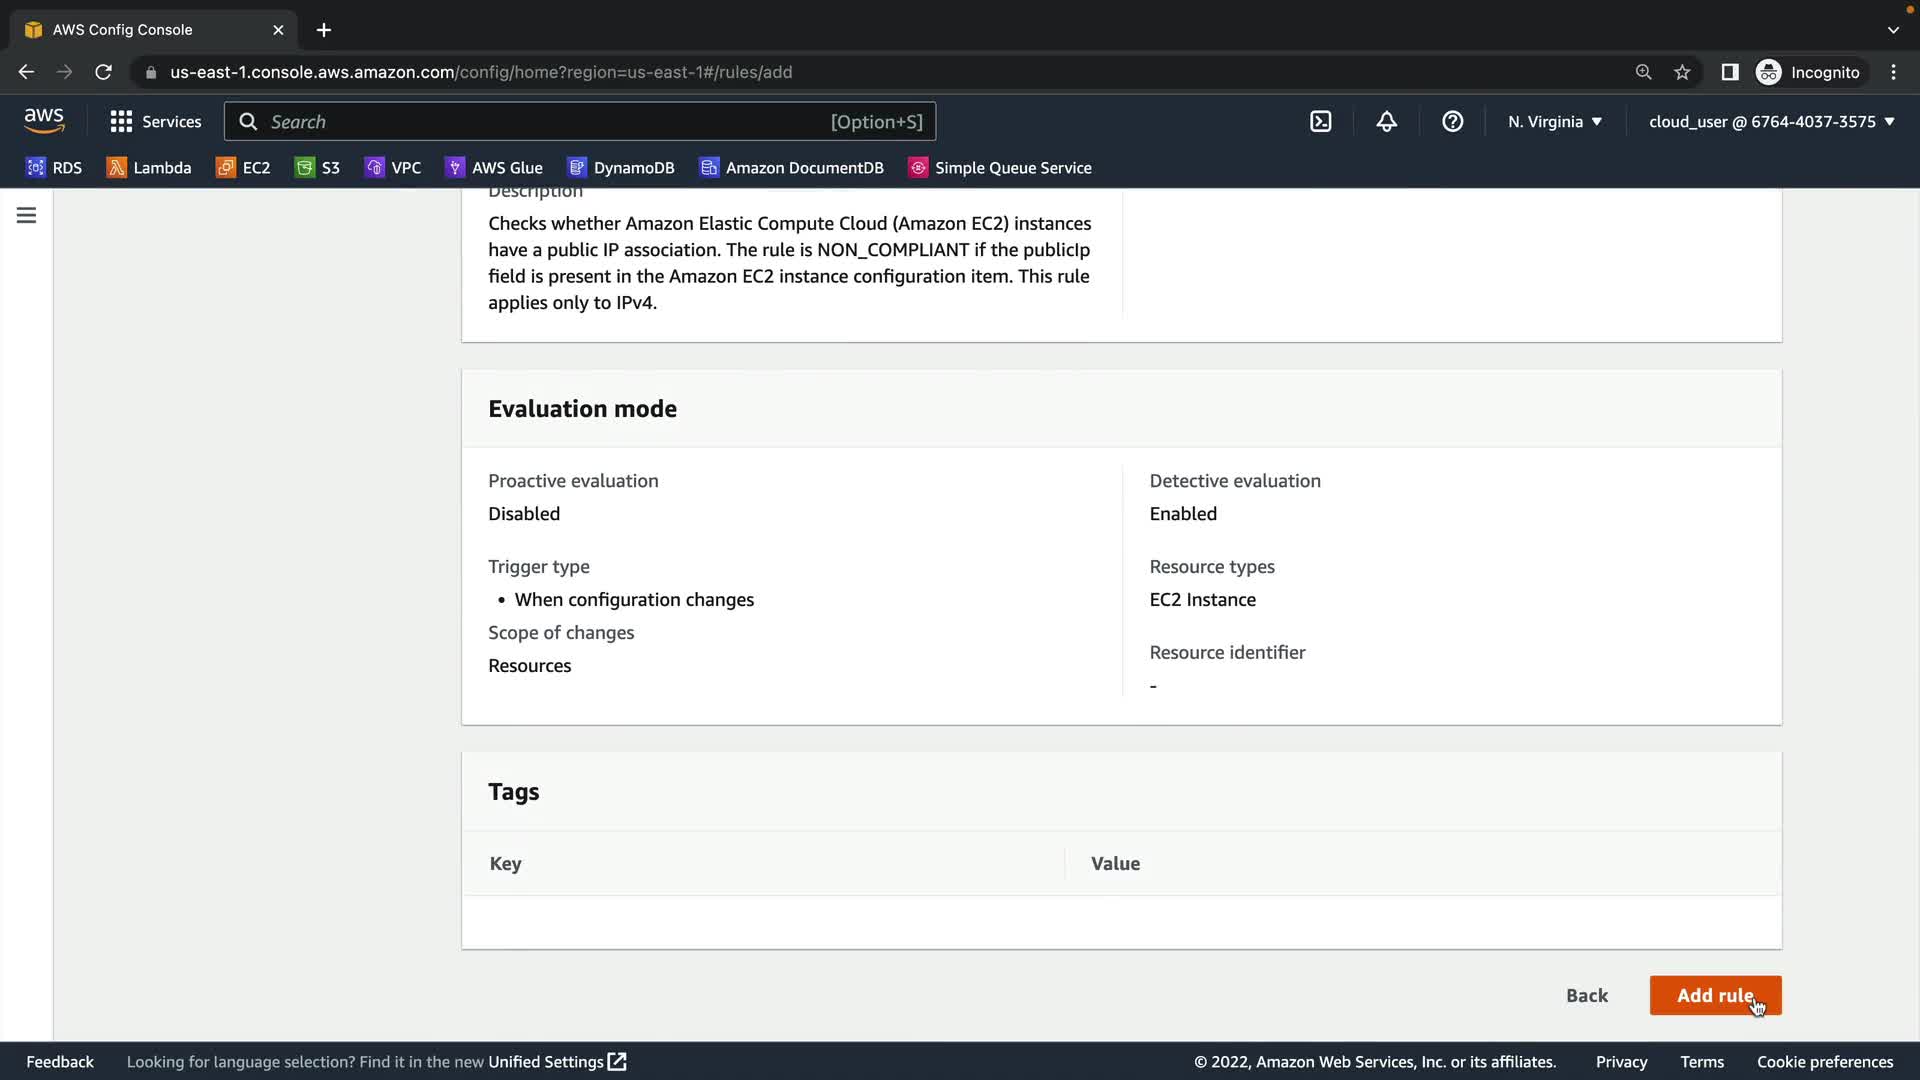 AWS Config Console
us-east-1.console.aws.amazon.com/config/home?region=us-east-1#/rules/add
Incognito
aws
Services
Search
[Option+S]
N. Virginia
cloud_user @ 6764-4037-3575
RDS
Lambda
EC2
S3
VPC
AWS Glue
DynamoDB
Amazon DocumentDB
Simple Queue Service
Description
Checks whether Amazon Elastic Compute Cloud (Amazon EC2) instances
have a public IP association. The rule is NON_COMPLIANT if the publicIp
field is present in the Amazon EC2 instance configuration item. This rule
applies only to IPv4.
Evaluation mode
Proactive evaluation
Disabled
Trigger type
• When configuration changes
Scope of changes
Resources
Detective evaluation
Enabled
Resource types
EC2 Instance
Resource identifier
-
Tags
Key
Value
Back
Add rule
Feedback
Looking for language selection? Find it in the new Unified Settings
© 2022, Amazon Web Services, Inc. or its affiliates.
Privacy
Terms
Cookie preferences